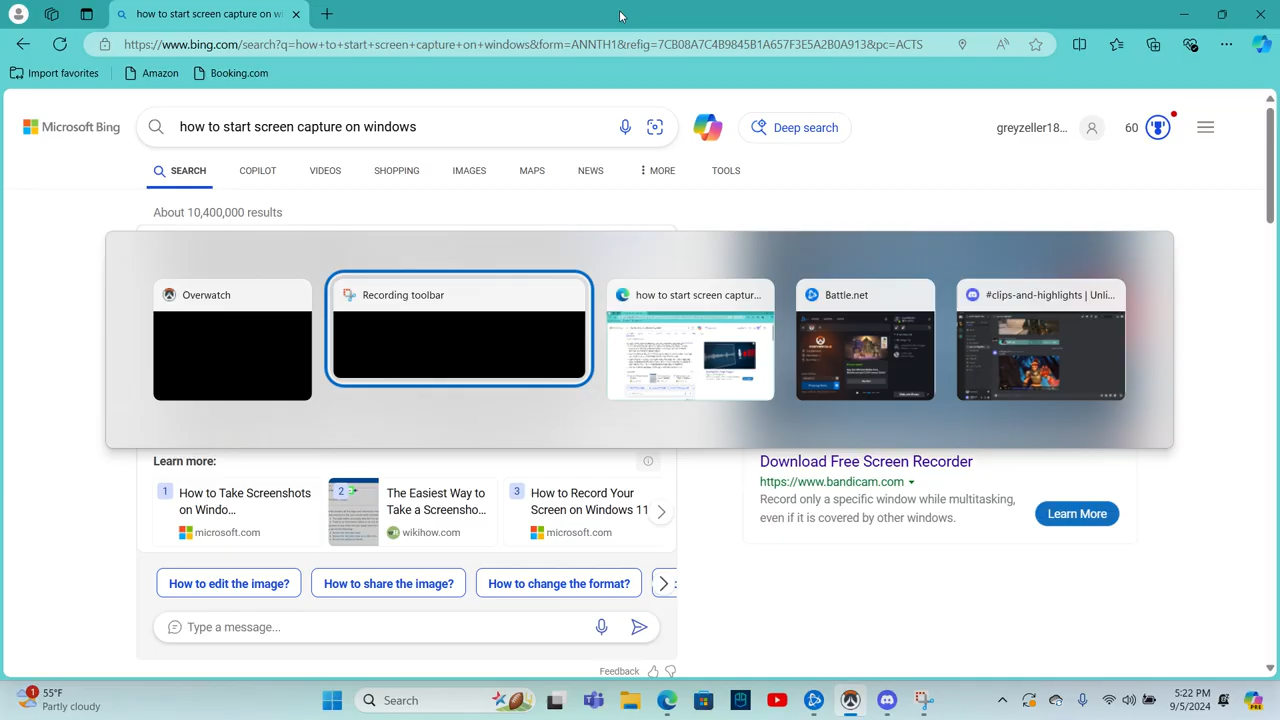 how to start screen capture on wi
https://www.bing.com/search?q=how+to+start+screen+capture+on+windows&form=ANNTH1&refig=7CB08A7C4B9845B1A657F3E5A2B0A913&pc=ACTS
Import favorites
Amazon
Booking.com
Microsoft Bing
how to start screen capture on windows
Deep search
greyzeller18...
60
SEARCH
COPILOT
VIDEOS
SHOPPING
IMAGES
MAPS
NEWS
MORE
TOOLS
About 10,400,000 results
Overwatch
Recording toolbar
how to start screen captur...
Battle.net
#clips-and-highlights | Unli...
Learn more:
1 How to Take Screenshots
on Windo...
microsoft.com
2 The Easiest Way to
Take a Screensho...
wikihow.com
3 How to Record Your
Screen on Windows 11
microsoft.com
Download Free Screen Recorder
https://www.bandicam.com
Record only a specific window while multitasking,
even if it is covered by other windows.
Learn More
How to edit the image?
How to share the image?
How to change the format?
Type a message...
Feedback
1
55°F
Partly cloudy
Search
9:22 PM
9/5/2024
PRE